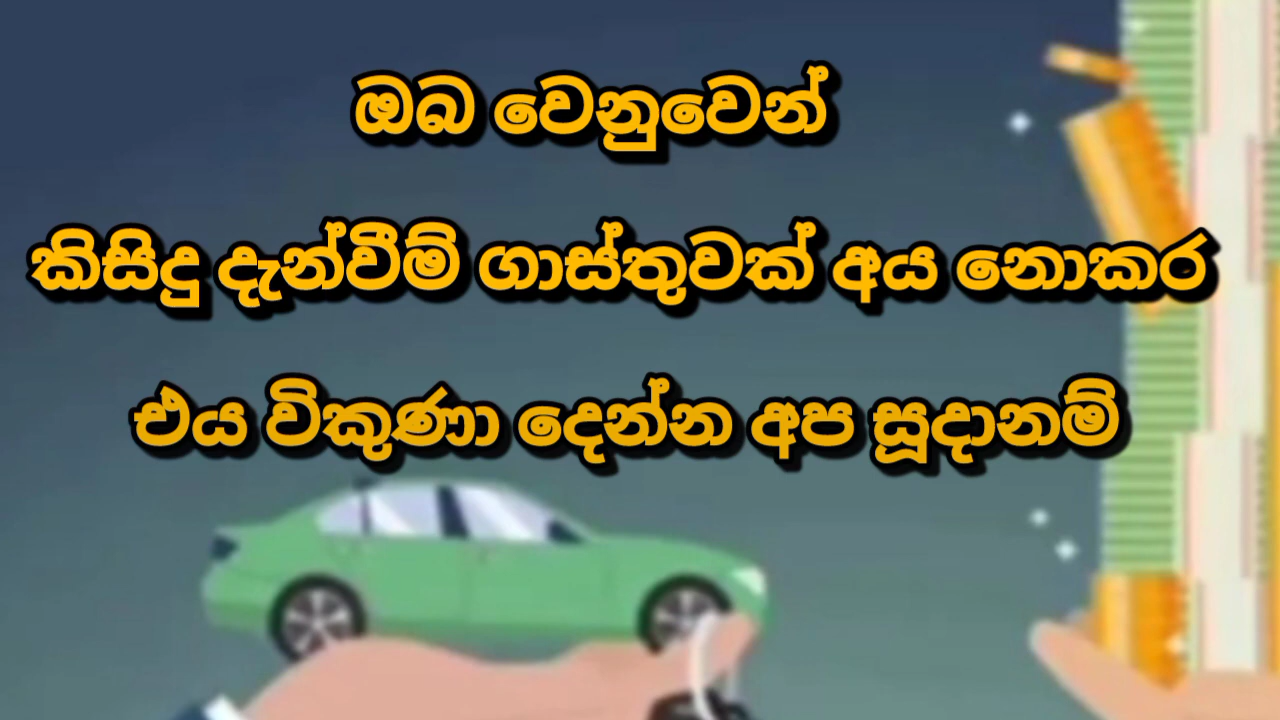 ඔබ වෙනුවෙන්
කිසිදු දැන්වීම් ගාස්තුවක් අය නොකර
එය විකුණා දෙන්න අප සූදානම්